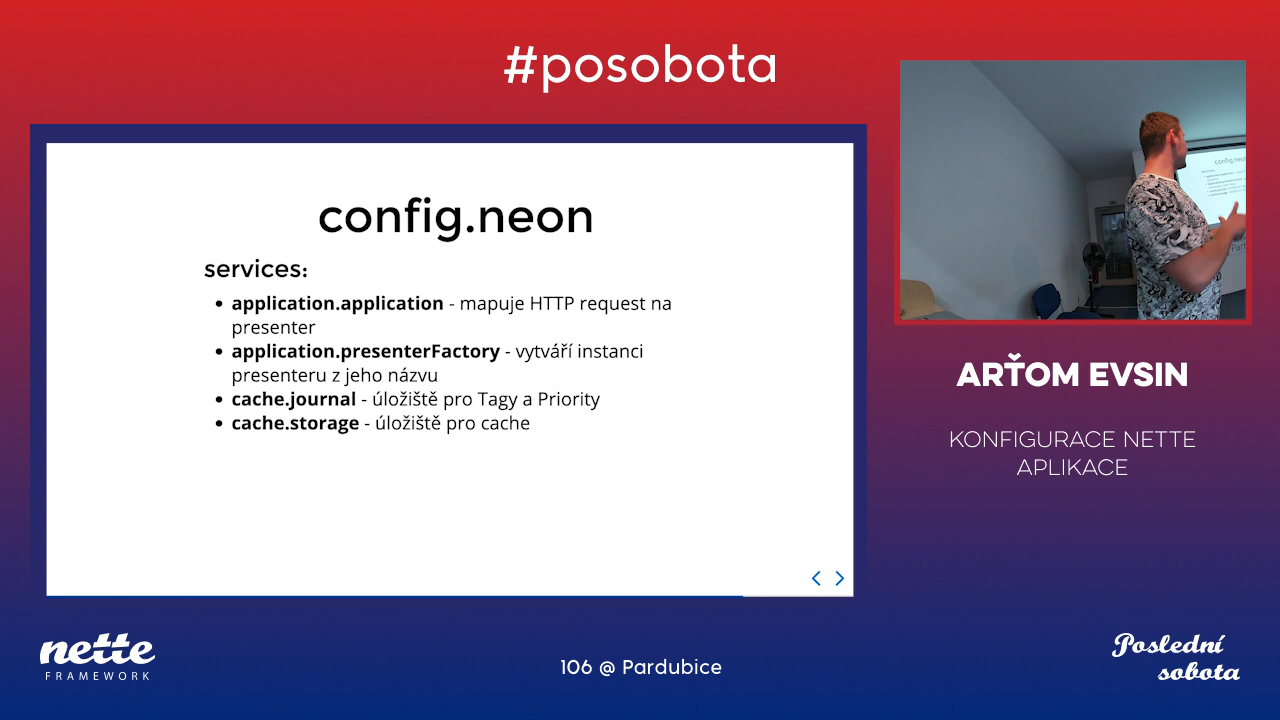 #posobota
config.neon
services:
• application.application - mapuje HTTP request na
presenter
• application.presenterFactory - vytváří instanci
presenteru z jeho názvu
• cache.journal - úložiště pro Tagy a Priority
• cache.storage - úložiště pro cache
config.neon
ARŤOM EVSIN
KONFIGURACE NETTE
APLIKACE
nette
FRAMEWORK
106 @ Pardubice
Poslední
sobota